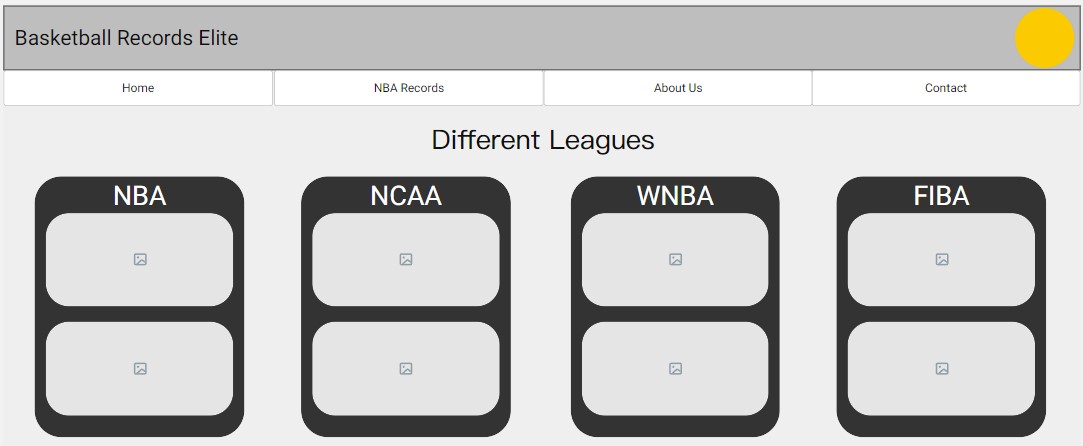 Basketball Records Elite
Home
NBA Records
About Us
Contact
Different Leagues
NBA
NCAA
WNBA
FIBA